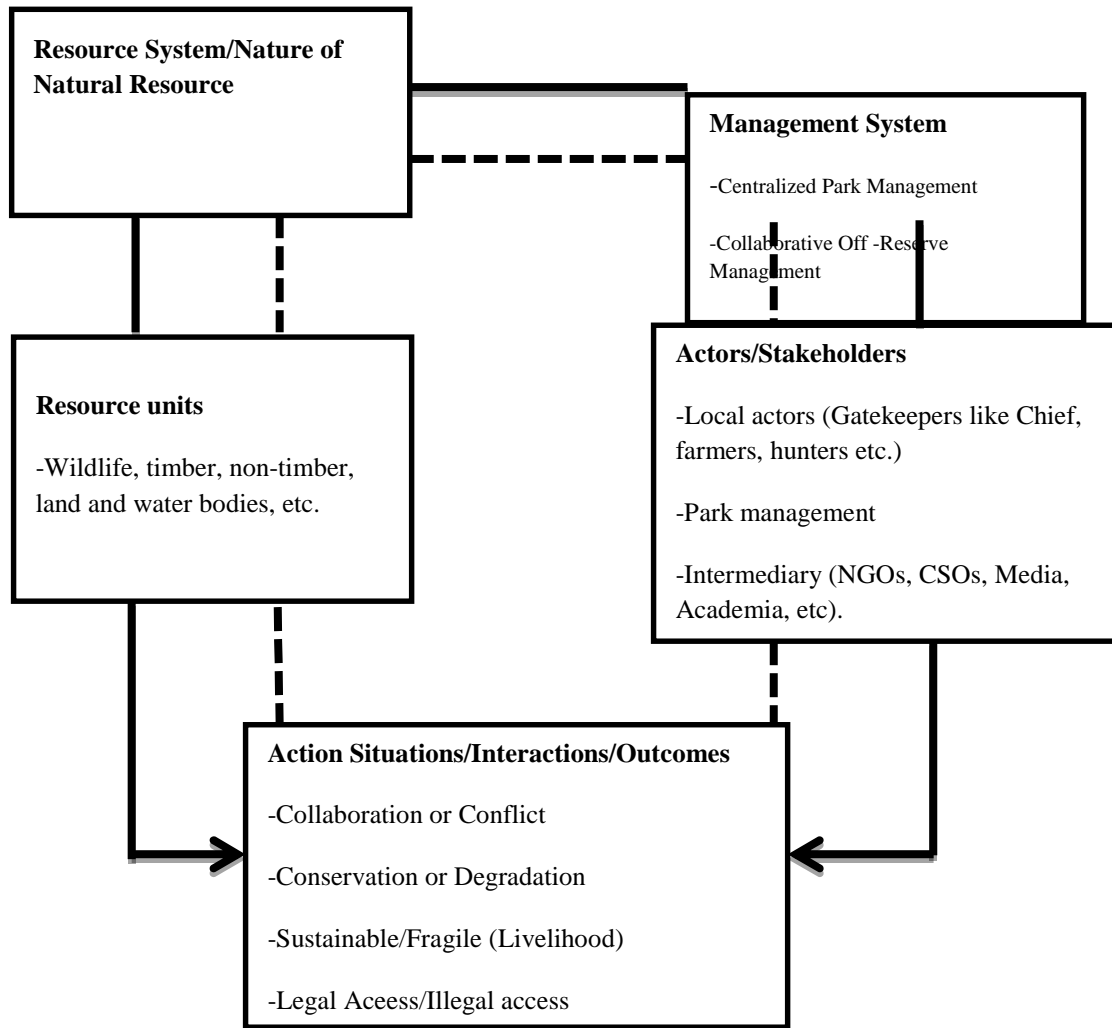 Resource System/Nature of
Natural Resource
Management System
-Centralized Park Management
-Collaborative Off -Reserve
Management
Resource units
-Wildlife, timber, non-timber,
land and water bodies, etc.
Actors/Stakeholders
-Local actors (Gatekeepers like Chief,
farmers, hunters etc.)
-Park management
-Intermediary (NGOs, CSOs, Media,
Academia, etc).
Action Situations/Interactions/Outcomes
-Collaboration or Conflict
-Conservation or Degradation
-Sustainable/Fragile (Livelihood)
-Legal Aceess/Illegal access